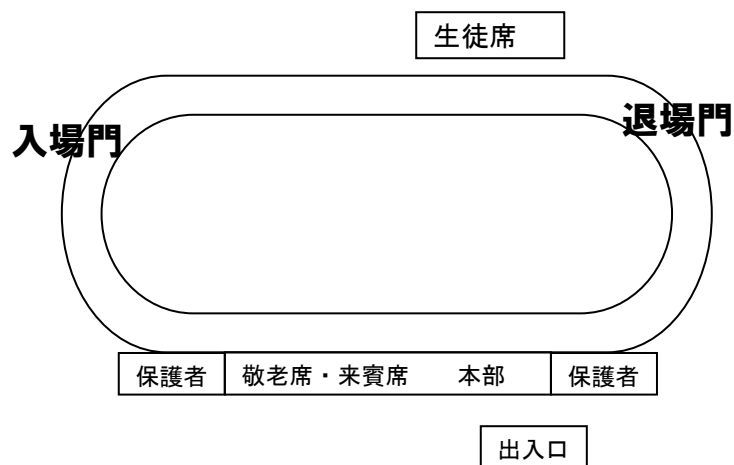 生徒席
退場門
入場門
保護者 敬老席・来賓席 本部 保護者
出入口